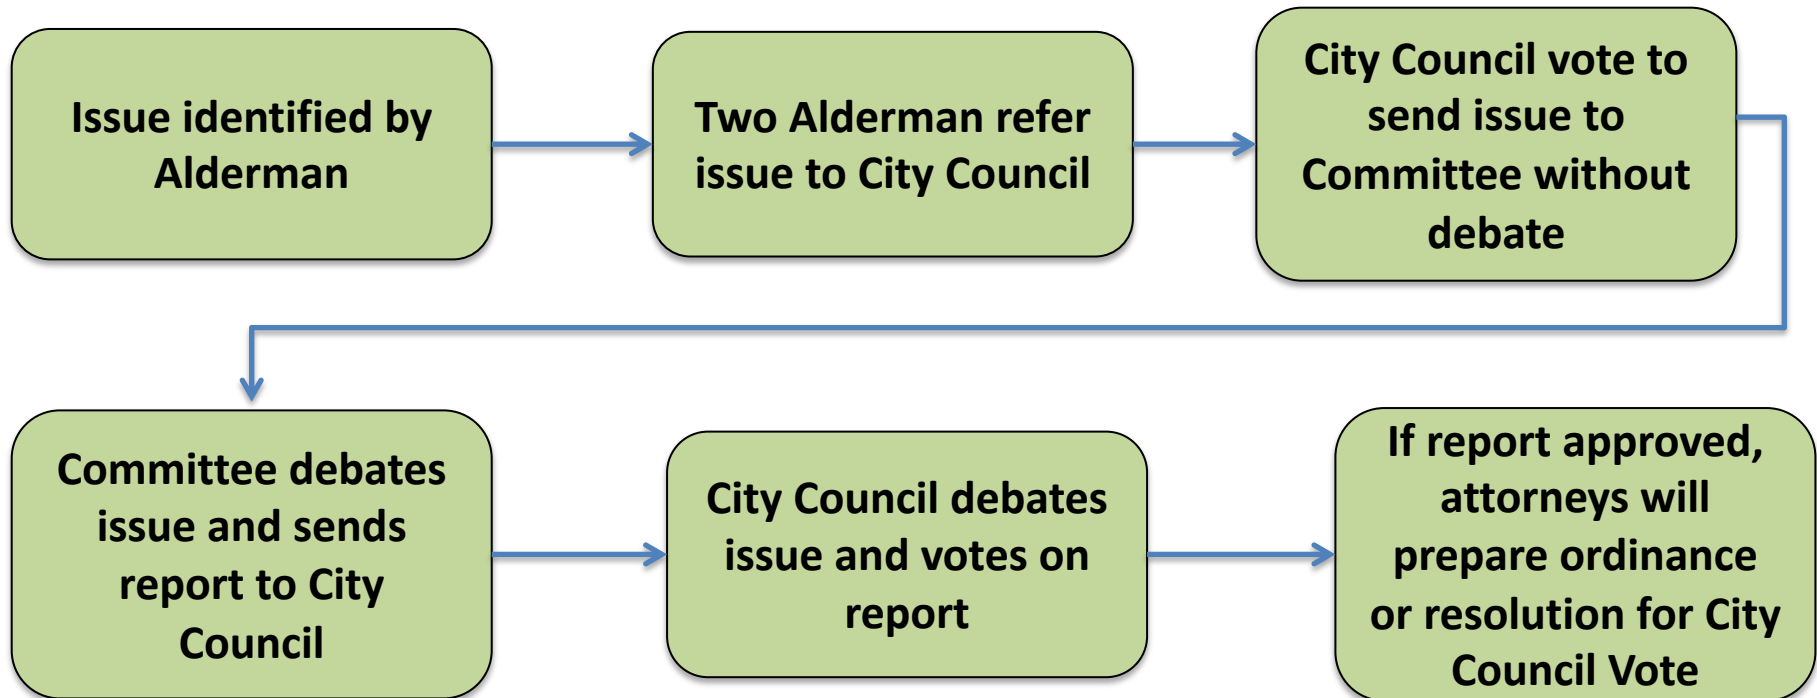 Issue identified by
Alderman
Two Alderman refer
issue to City Council
City Council vote to
send issue to
Committee without
debate
Committee debates
issue and sends
report to City
Council
City Council debates
issue and votes on
report
If report approved,
attorneys will
prepare ordinance
or resolution for City
Council Vote